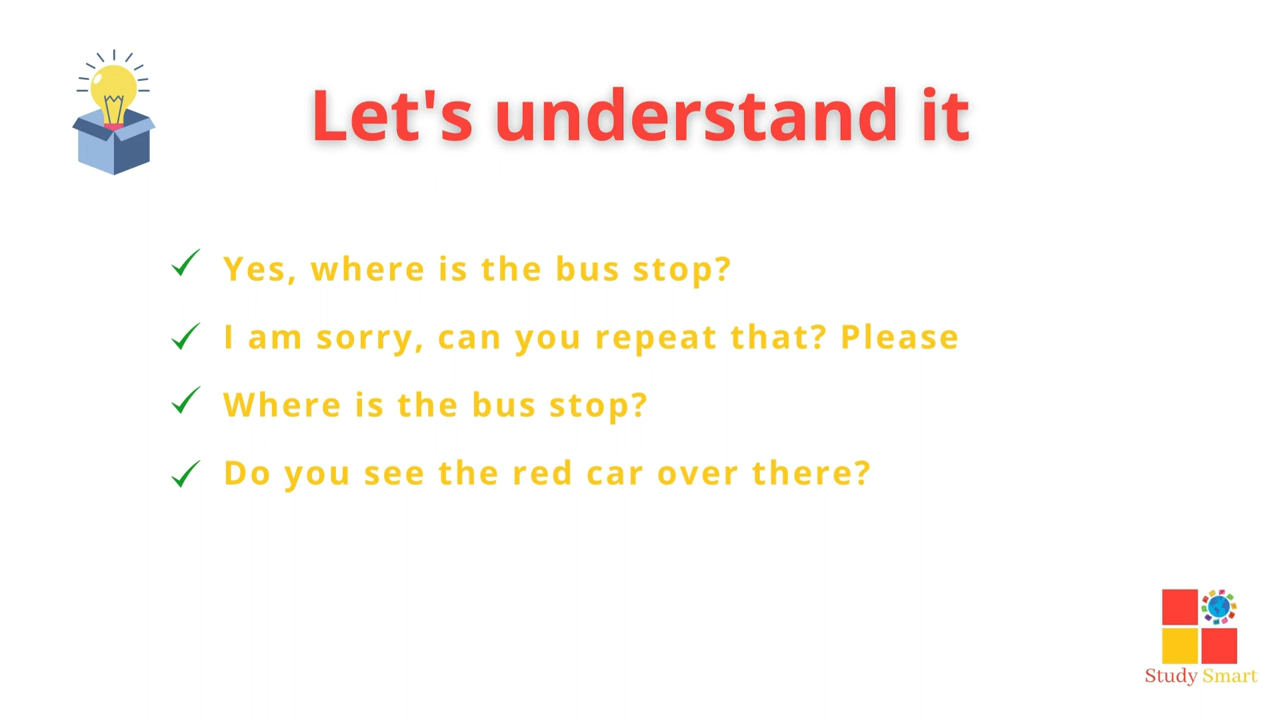 Let's understand it
Yes, where is the bus stop?
I am sorry, can you repeat that? Please
Where is the bus stop?
Do you see the red car over there?
Study Smart